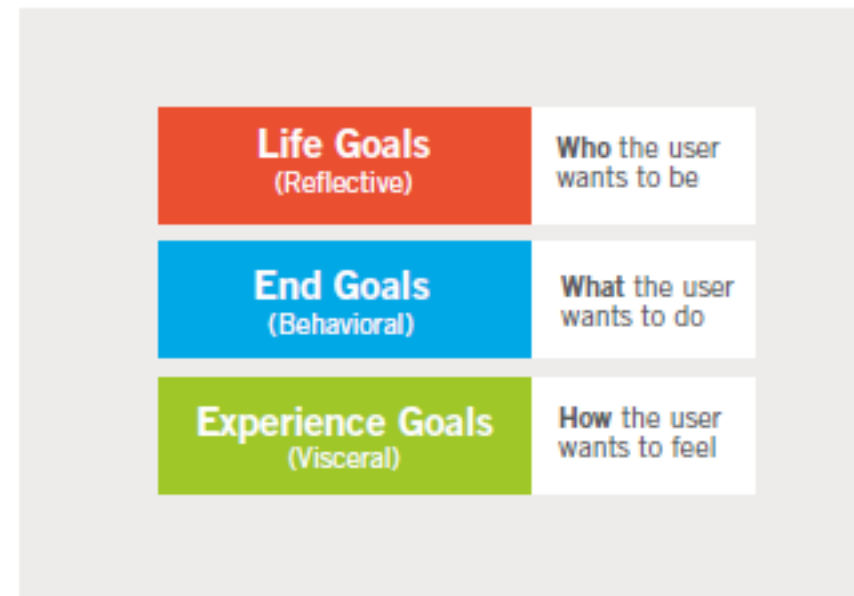 Life Goals
(Reflective)
Who the user
wants to be
End Goals
(Behavioral)
What the user
wants to do
Experience Goals
(Visceral)
How the user
wants to feel